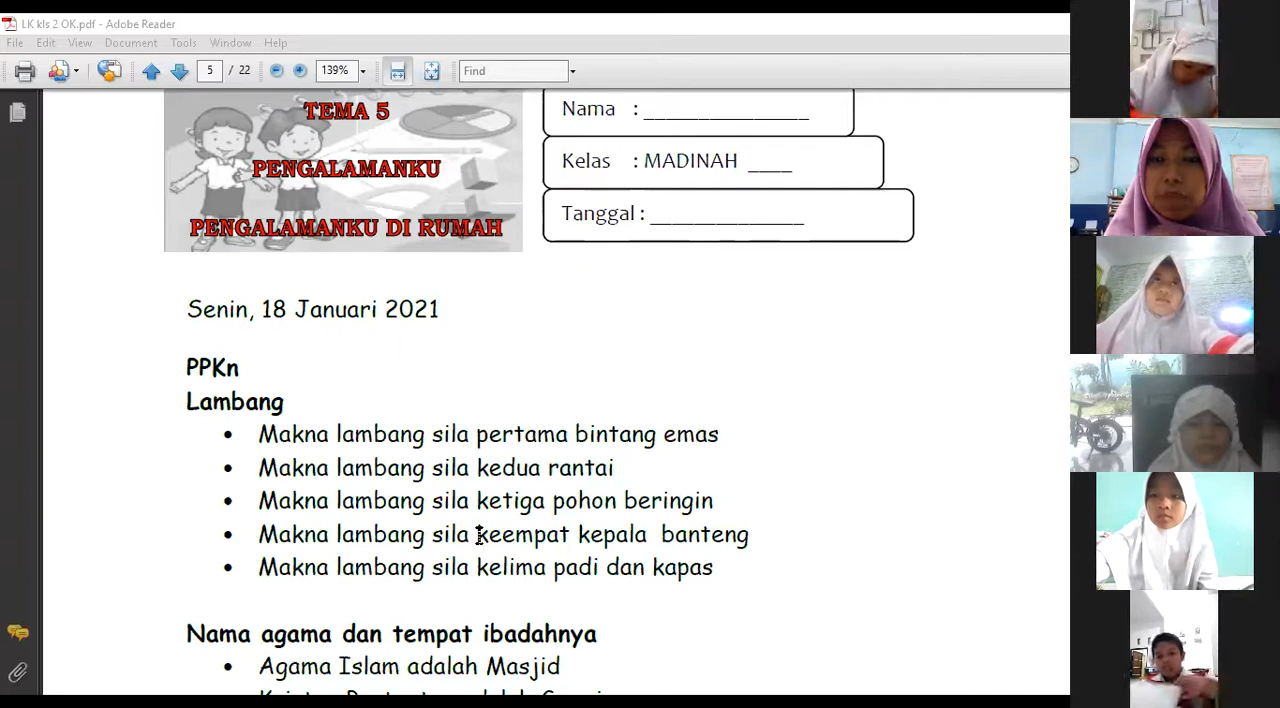 LK kls 2 OK.pdf - Adobe Reader
File Edit View Document Tools Window Help
5 / 22 139% Find
TEMA 5
PENGALAMANKU
PENGALAMANKU DI RUMAH
Nama : _______________
Kelas : MADINAH ____
Tanggal : ______________
Senin, 18 Januari 2021
PPKn
Lambang
• Makna lambang sila pertama bintang emas
• Makna lambang sila kedua rantai
• Makna lambang sila ketiga pohon beringin
• Makna lambang sila keempat kepala banteng
• Makna lambang sila kelima padi dan kapas
Nama agama dan tempat ibadahnya
• Agama Islam adalah Masjid